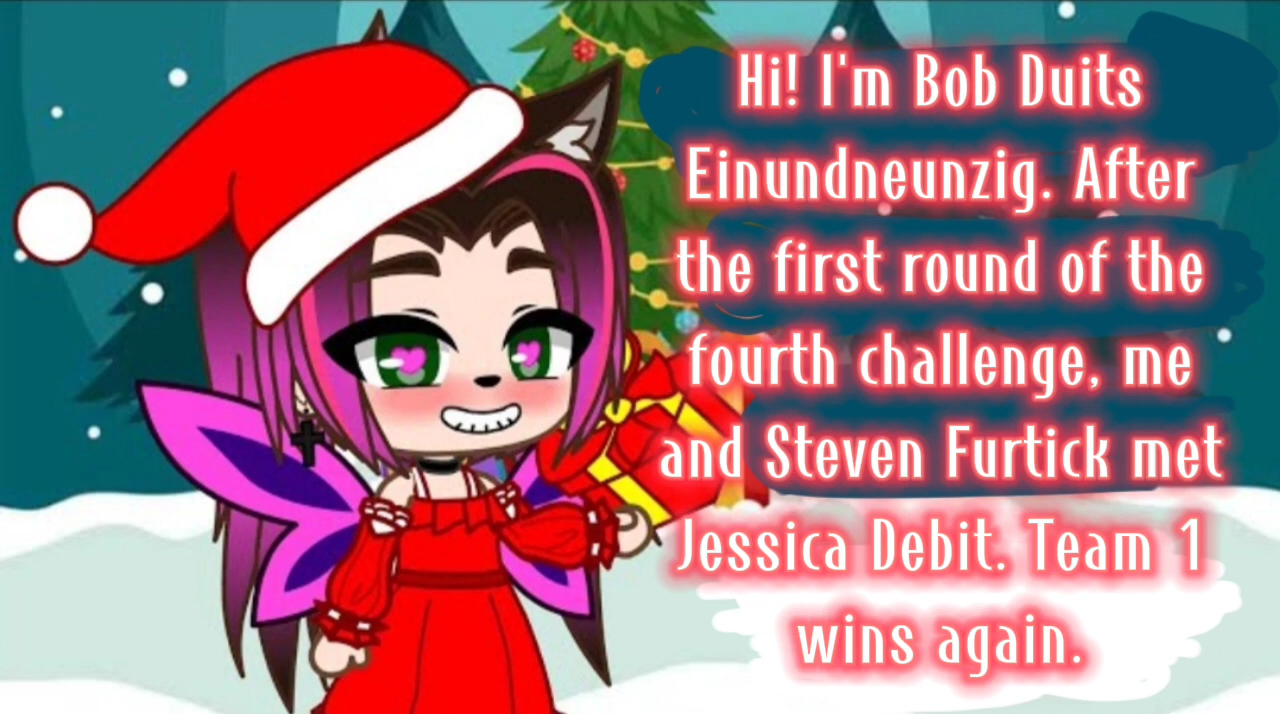 Hi! I'm Bob Duits
Einundneunzig. After
the first round of the
fourth challenge, me
and Steven Furtick met
Jessica Debit. Team 1
wins again.